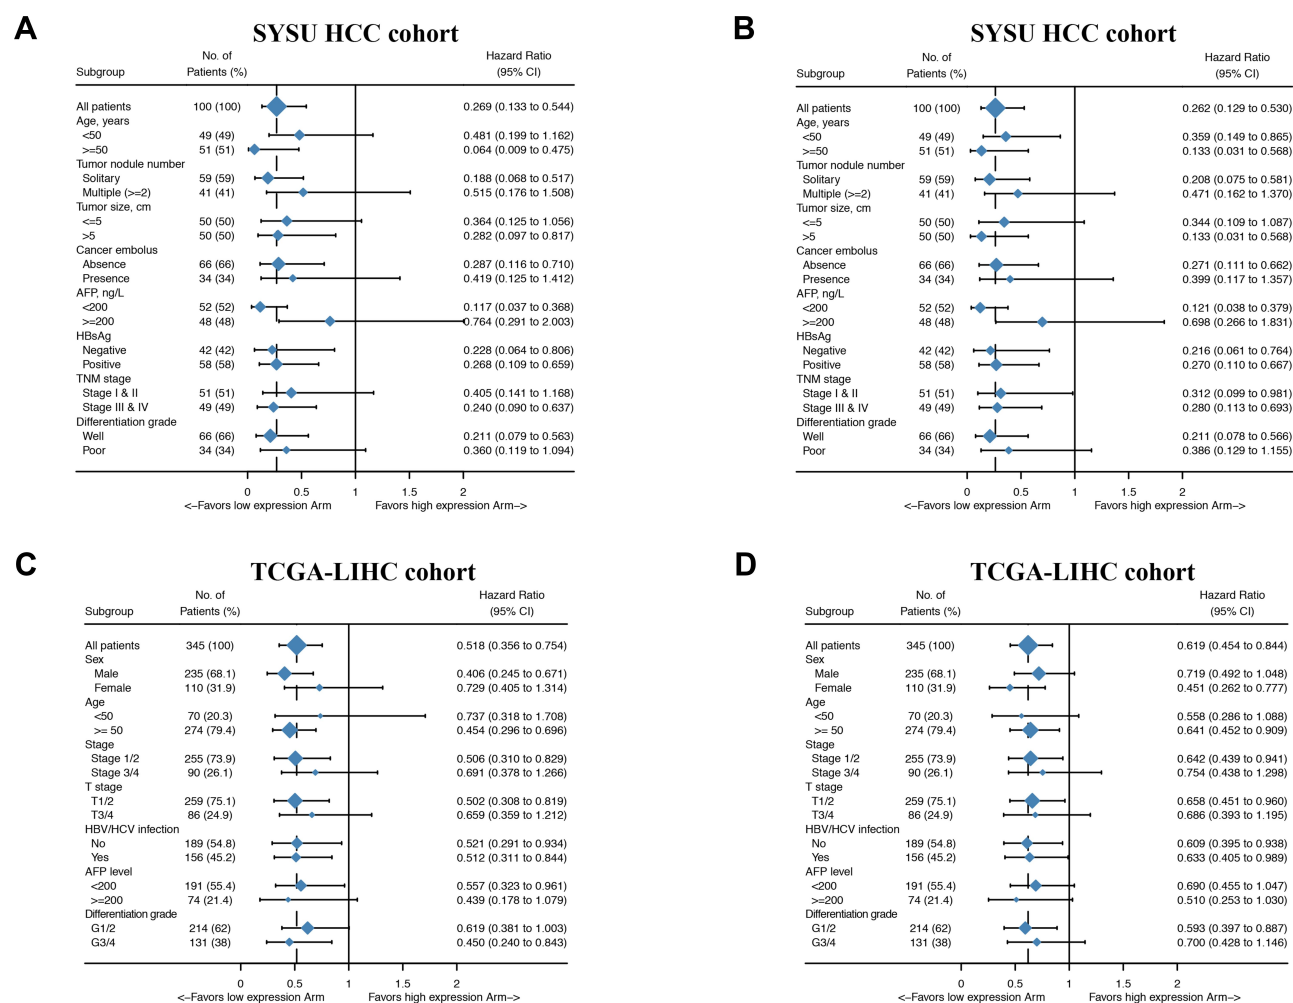 A
SYSU HCC cohort
No. of
Hazard Ratio
Subgroup
Patients (%)
(95% CI)
All patients 100 (100) 0.269 (0.133 to 0.544)
Age, years
<50 49 (49) 0.481 (0.199 to 1.162)
>=50 51 (51) 0.064 (0.009 to 0.475)
Tumor nodule number
Solitary 59 (59) 0.188 (0.068 to 0.517)
Multiple (>=2) 41 (41) 0.515 (0.176 to 1.508)
Tumor size, cm
<=5 50 (50) 0.364 (0.125 to 1.056)
>5 50 (50) 0.282 (0.097 to 0.817)
Cancer embolus
Absence 66 (66) 0.287 (0.116 to 0.710)
Presence 34 (34) 0.419 (0.125 to 1.412)
AFP, ng/L
<200 52 (52) 0.117 (0.037 to 0.368)
>=200 48 (48) 0.764 (0.291 to 2.003)
HBsAg
Negative 42 (42) 0.228 (0.064 to 0.806)
Positive 58 (58) 0.268 (0.109 to 0.659)
TNM stage
Stage I & II 51 (51) 0.405 (0.141 to 1.168)
Stage III & IV 49 (49) 0.240 (0.090 to 0.637)
Differentiation grade
Well 66 (66) 0.211 (0.079 to 0.563)
Poor 34 (34) 0.360 (0.119 to 1.094)
0 0.5 1 1.5 2
<−Favors low expression Arm Favors high expression Arm−>
B
SYSU HCC cohort
No. of
Hazard Ratio
Subgroup
Patients (%)
(95% CI)
All patients 100 (100) 0.262 (0.129 to 0.530)
Age, years
<50 49 (49) 0.359 (0.149 to 0.865)
>=50 51 (51) 0.133 (0.031 to 0.568)
Tumor nodule number
Solitary 59 (59) 0.208 (0.075 to 0.581)
Multiple (>=2) 41 (41) 0.471 (0.162 to 1.370)
Tumor size, cm
<=5 50 (50) 0.344 (0.109 to 1.087)
>5 50 (50) 0.133 (0.031 to 0.568)
Cancer embolus
Absence 66 (66) 0.271 (0.111 to 0.662)
Presence 34 (34) 0.399 (0.117 to 1.357)
AFP, ng/L
<200 52 (52) 0.121 (0.038 to 0.379)
>=200 48 (48) 0.698 (0.266 to 1.831)
HBsAg
Negative 42 (42) 0.216 (0.061 to 0.764)
Positive 58 (58) 0.270 (0.110 to 0.667)
TNM stage
Stage I & II 51 (51) 0.312 (0.099 to 0.981)
Stage III & IV 49 (49) 0.280 (0.113 to 0.693)
Differentiation grade
Well 66 (66) 0.211 (0.078 to 0.566)
Poor 34 (34) 0.386 (0.129 to 1.155)
0 0.5 1 1.5 2
<−Favors low expression Arm Favors high expression Arm−>
C
TCGA-LIHC cohort
No. of
Hazard Ratio
Subgroup
Patients (%)
(95% CI)
All patients 345 (100) 0.518 (0.356 to 0.754)
Sex
Male 235 (68.1) 0.406 (0.245 to 0.671)
Female 110 (31.9) 0.729 (0.405 to 1.314)
Age
<50 70 (20.3) 0.737 (0.318 to 1.708)
>= 50 274 (79.4) 0.454 (0.296 to 0.696)
Stage
Stage 1/2 255 (73.9) 0.506 (0.310 to 0.829)
Stage 3/4 90 (26.1) 0.691 (0.378 to 1.266)
T stage
T1/2 259 (75.1) 0.502 (0.308 to 0.819)
T3/4 86 (24.9) 0.659 (0.359 to 1.212)
HBV/HCV infection
No 189 (54.8) 0.521 (0.291 to 0.934)
Yes 156 (45.2) 0.512 (0.311 to 0.844)
AFP level
<200 191 (55.4) 0.557 (0.323 to 0.961)
>=200 74 (21.4) 0.439 (0.178 to 1.079)
Differentiation grade
G1/2 214 (62) 0.619 (0.381 to 1.003)
G3/4 131 (38) 0.450 (0.240 to 0.843)
0 0.5 1 1.5 2
<−Favors low expression Arm Favors high expression Arm−>
D
TCGA-LIHC cohort
No. of
Hazard Ratio
Subgroup
Patients (%)
(95% CI)
All patients 345 (100) 0.619 (0.454 to 0.844)
Sex
Male 235 (68.1) 0.719 (0.492 to 1.048)
Female 110 (31.9) 0.451 (0.262 to 0.777)
Age
<50 70 (20.3) 0.558 (0.286 to 1.088)
>= 50 274 (79.4) 0.641 (0.452 to 0.909)
Stage
Stage 1/2 255 (73.9) 0.642 (0.439 to 0.941)
Stage 3/4 90 (26.1) 0.754 (0.438 to 1.298)
T stage
T1/2 259 (75.1) 0.658 (0.451 to 0.960)
T3/4 86 (24.9) 0.686 (0.393 to 1.195)
HBV/HCV infection
No 189 (54.8) 0.609 (0.395 to 0.938)
Yes 156 (45.2) 0.633 (0.405 to 0.989)
AFP level
<200 191 (55.4) 0.690 (0.455 to 1.047)
>=200 74 (21.4) 0.510 (0.253 to 1.030)
Differentiation grade
G1/2 214 (62) 0.593 (0.397 to 0.887)
G3/4 131 (38) 0.700 (0.428 to 1.146)
0 0.5 1 1.5 2
<−Favors low expression Arm Favors high expression Arm−>